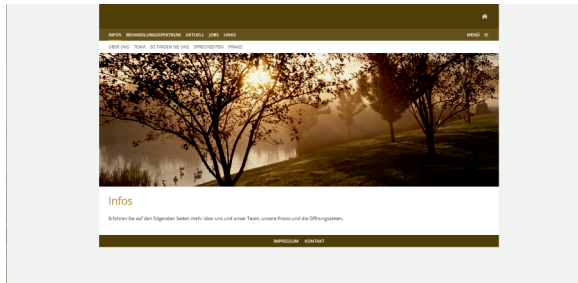 INFOS BEHANDLUNGSSPEKTRUM AKTUELL JOBS LINKS MENÜ
ÜBER UNS TEAM SO FINDEN SIE UNS SPRECHZEITEN PRAXIS
Infos
Erfahren Sie auf den folgenden Seiten mehr über uns und unser Team, unsere Praxis und die Öffnungszeiten.
IMPRESSUM KONTAKT